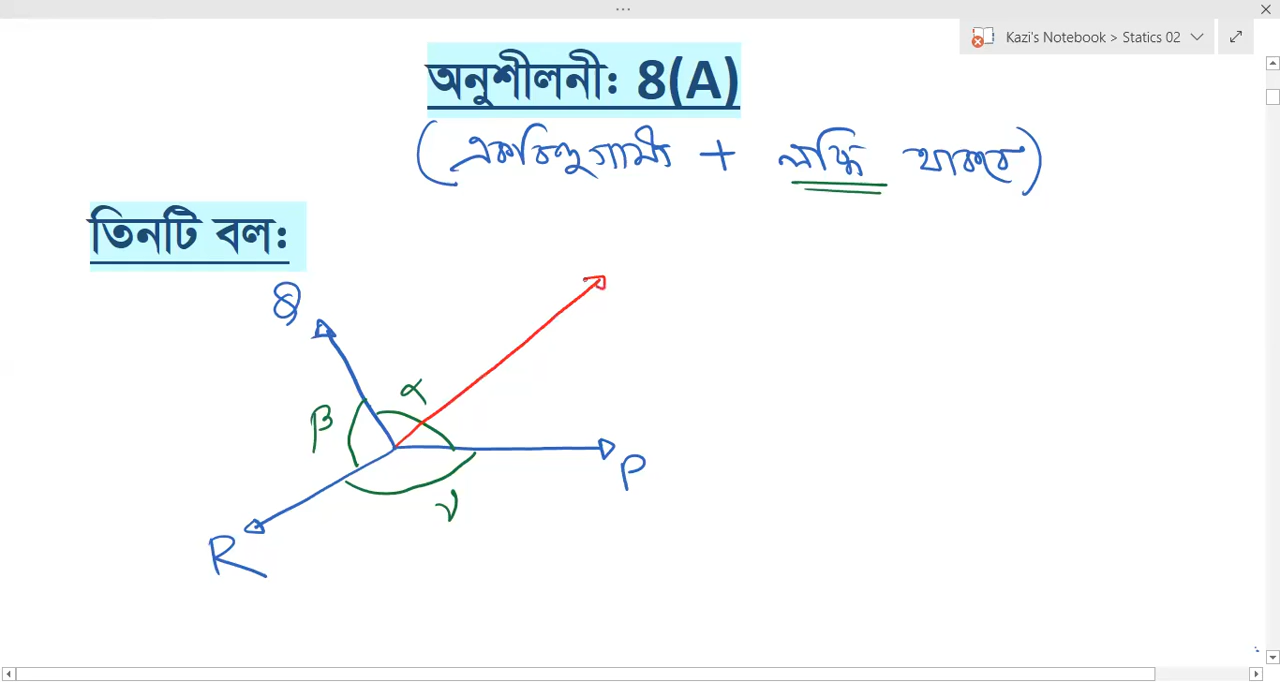 Kazi's Notebook > Statics 02
অনুশীলনী: 8(A)
(একবিন্দুগামী + লব্ধি থাকবে)
তিনটি বল:
Q
α
β
P
γ
R